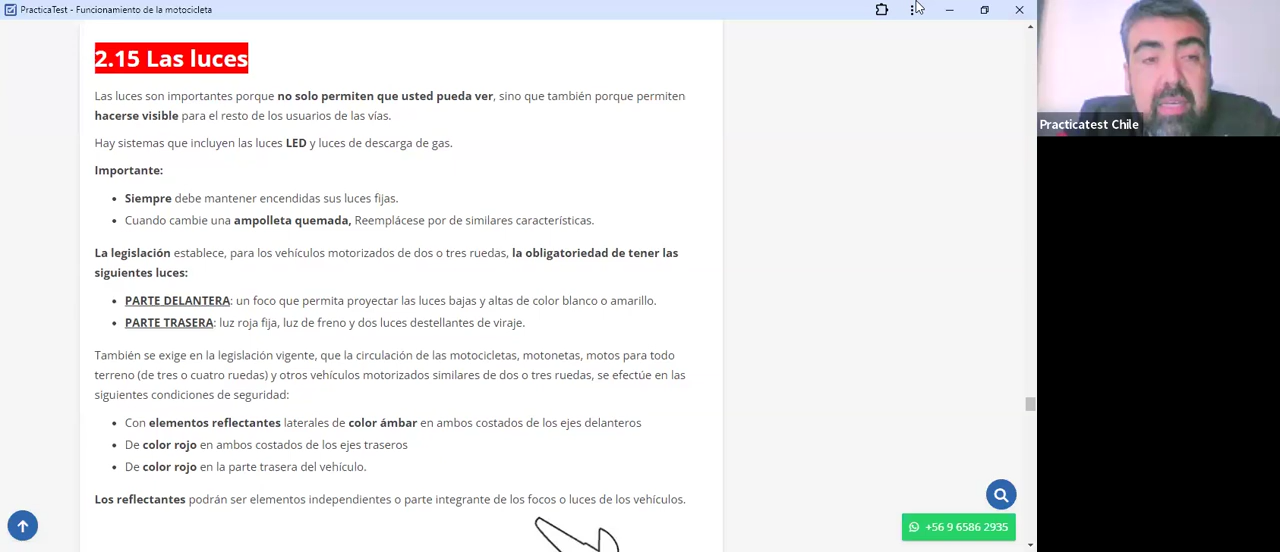 PracticaTest - Funcionamiento de la motocicleta
2.15 Las luces
Las luces son importantes porque no solo permiten que usted pueda ver, sino que también porque permiten
hacerse visible para el resto de los usuarios de las vías.
Hay sistemas que incluyen las luces LED y luces de descarga de gas.
Importante:
Siempre debe mantener encendidas sus luces fijas.
Cuando cambie una ampolleta quemada, Reemplácese por de similares características.
La legislación establece, para los vehículos motorizados de dos o tres ruedas, la obligatoriedad de tener las
siguientes luces:
PARTE DELANTERA: un foco que permita proyectar las luces bajas y altas de color blanco o amarillo.
PARTE TRASERA: luz roja fija, luz de freno y dos luces destellantes de viraje.
También se exige en la legislación vigente, que la circulación de las motocicletas, motonetas, motos para todo
terreno (de tres o cuatro ruedas) y otros vehículos motorizados similares de dos o tres ruedas, se efectúe en las
siguientes condiciones de seguridad:
Con elementos reflectantes laterales de color ámbar en ambos costados de los ejes delanteros
De color rojo en ambos costados de los ejes traseros
De color rojo en la parte trasera del vehículo.
Los reflectantes podrán ser elementos independientes o parte integrante de los focos o luces de los vehículos.
+56 9 6586 2935
Practicatest Chile